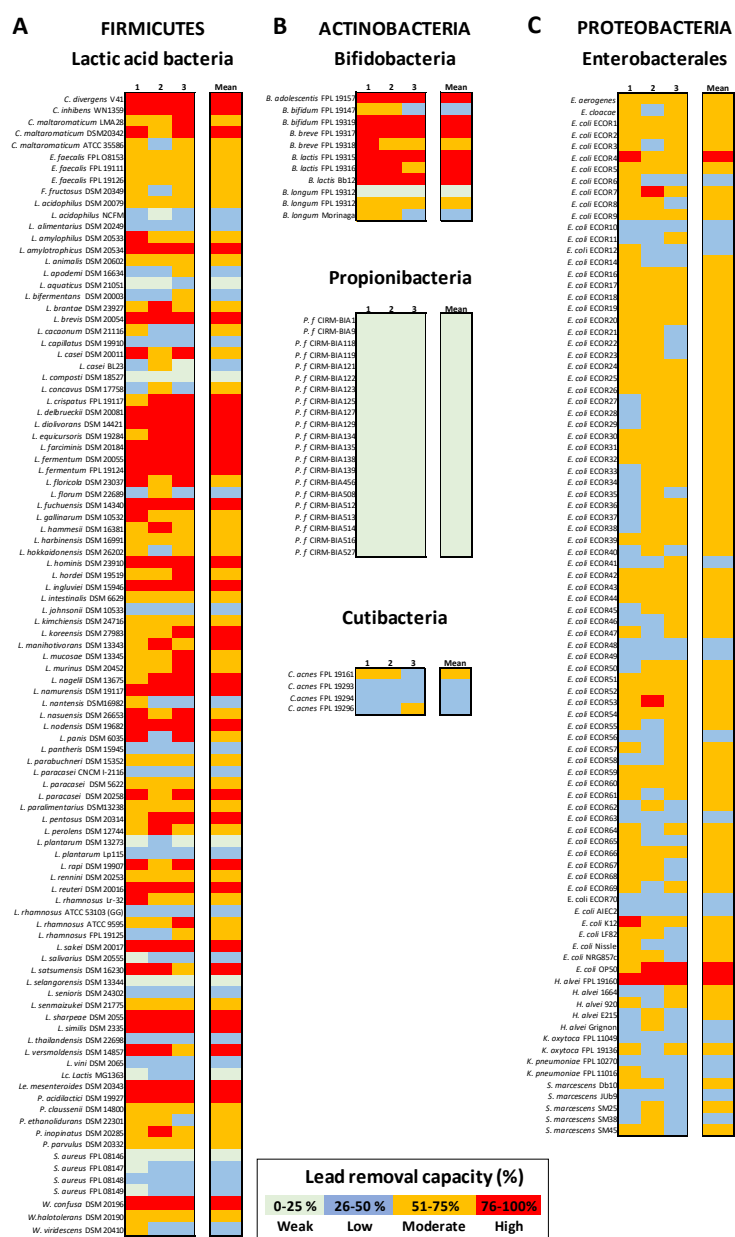 A
FIRMICUTES
Lactic acid bacteria
1 2 3 Mean
C. divergens V41
C. inhibens WN1359
C. maltaromaticum LMA28
C. maltaromaticum DSM20342
C. maltaromaticum ATCC 35586
E. faecalis FPL O8153
E. faecalis FPL 19111
E. faecalis FPL 19126
F. fructosus DSM 20349
L. acidophilus DSM 20079
L. acidophilus NCFM
L. alimentarius DSM 20249
L. amylophilus DSM 20533
L. amylotrophicus DSM 20534
L. animalis DSM 20602
L. apodemi DSM 16634
L. aquaticus DSM 21051
L. bifermentans DSM 20003
L. brantae DSM 23927
L. brevis DSM 20054
L. cacaonum DSM 21116
L. capillatus DSM 19910
L. casei DSM 20011
L. casei BL23
L. composti DSM 18527
L. concavus DSM 17758
L. crispatus FPL 19117
L. delbrueckii DSM 20081
L. diolivorans DSM 14421
L. equicursoris DSM 19284
L. farciminis DSM 20184
L. fermentum DSM 20055
L. fermentum FPL 19124
L. floricola DSM 23037
L. florum DSM 22689
L. fuchuensis DSM 14340
L. gallinarum DSM 10532
L. hammesii DSM 16381
L. harbinensis DSM 16991
L. hokkaidonensis DSM 26202
L. hominis DSM 23910
L. hordei DSM 19519
L. ingluviei DSM 15946
L. intestinalis DSM 6629
L. johnsonii DSM 10533
L. kimchiensis DSM 24716
L. koreensis DSM 27983
L. manihotivorans DSM 13343
L. mucosae DSM 13345
L. murinus DSM 20452
L. nagelii DSM 13675
L. namurensis DSM 19117
L. nantensis DSM16982
L. nasuensis DSM 26653
L. nodensis DSM 19682
L. panis DSM 6035
L. pantheris DSM 15945
L. parabuchneri DSM 15352
L. paracasei CNCM I-2116
L. paracasei DSM 5622
L. paracasei DSM 20258
L. paralimentarius DSM13238
L. pentosus DSM 20314
L. perolens DSM 12744
L. plantarum DSM 13273
L. plantarum Lp115
L. rapi DSM 19907
L. rennini DSM 20253
L. reuteri DSM 20016
L. rhamnosus Lr-32
L. rhamnosus ATCC 53103 (GG)
L. rhamnosus ATCC 9595
L. rhamnosus FPL 19125
L. sakei DSM 20017
L. salivarius DSM 20555
L. satsumensis DSM 16230
L. selangorensis DSM 13344
L. senioris DSM 24302
L. senmaizukei DSM 21775
L. sharpeae DSM 2055
L. similis DSM 2335
L. thailandensis DSM 22698
L. versmoldensis DSM 14857
L. vini DSM 2065
Lc. Lactis MG1363
Le. mesenteroides DSM 20343
P. acidilactici DSM 19927
P. claussenii DSM 14800
P. ethanolidurans DSM 22301
P. inopinatus DSM 20285
P. parvulus DSM 20332
S. aureus FPL 08146
S. aureus FPL 08147
S. aureus FPL 08148
S. aureus FPL 08149
W. confusa DSM 20196
W.halotolerans DSM 20190
W. viridescens DSM 20410
B
ACTINOBACTERIA
Bifidobacteria
1 2 3 Mean
B. adolescentis FPL 19157
B. bifidum FPL 19147
B. bifidum FPL 19319
B. breve FPL 19317
B. breve FPL 19318
B. lactis FPL 19315
B. lactis FPL 19316
B. lactis Bb12
B. longum FPL 19312
B. longum FPL 19312
B. longum Morinaga
Propionibacteria
1 2 3 Mean
P. f CIRM-BIA1
P. f CIRM-BIA9
P. f CIRM-BIA118
P. f CIRM-BIA119
P. f CIRM-BIA121
P. f CIRM-BIA122
P. f CIRM-BIA123
P. f CIRM-BIA125
P. f CIRM-BIA127
P. f CIRM-BIA129
P. f CIRM-BIA134
P. f CIRM-BIA135
P. f CIRM-BIA138
P. f CIRM-BIA139
P. f CIRM-BIA456
P. f CIRM-BIA508
P. f CIRM-BIA512
P. f CIRM-BIA513
P. f CIRM-BIA514
P. f CIRM-BIA516
P. f CIRM-BIA527
Cutibacteria
1 2 3 Mean
C. acnes FPL 19161
C. acnes FPL 19293
C.acnes FPL 19294
C. acnes FPL 19296
C
PROTEOBACTERIA
Enterobacterales
1 2 3 Mean
E. aerogenes
E. cloacae
E. coli ECOR1
E. coli ECOR2
E. coli ECOR3
E. coli ECOR4
E. coli ECOR5
E. coli ECOR6
E. coli ECOR7
E. coli ECOR8
E. coli ECOR9
E. coli ECOR10
E. coli ECOR11
E. coli ECOR12
E. coli ECOR14
E. coli ECOR16
E. coli ECOR17
E. coli ECOR18
E. coli ECOR19
E. coli ECOR20
E. coli ECOR21
E. coli ECOR22
E. coli ECOR23
E. coli ECOR24
E. coli ECOR25
E. coli ECOR26
E. coli ECOR27
E. coli ECOR28
E. coli ECOR29
E. coli ECOR30
E. coli ECOR32
E. coli ECOR33
E. coli ECOR34
E. coli ECOR35
E. coli ECOR36
E. coli ECOR37
E. coli ECOR38
E. coli ECOR39
E. coli ECOR40
E. coli ECOR41
E. coli ECOR42
E. coli ECOR43
E. coli ECOR44
E. coli ECOR45
E. coli ECOR46
E. coli ECOR47
E. coli ECOR48
E. coli ECOR49
E. coli ECOR50
E. coli ECOR51
E. coli ECOR52
E. coli ECOR53
E. coli ECOR54
E. coli ECOR55
E. coli ECOR56
E. coli ECOR57
E. coli ECOR58
E. coli ECOR59
E. coli ECOR60
E. coli ECOR61
E. coli ECOR62
E. coli ECOR63
E. coli ECOR64
E. coli ECOR65
E. coli ECOR66
E. coli ECOR67
E. coli ECOR68
E. coli ECOR69
E. coli ECOR70
E. coli AIEC2
E. coli K12
E. coli LF82
E. coli Nissle
E. coli NRG857c
E. coli OP50
H. alvei FPL 19160
H. alvei 1664
H. alvei 920
H. alvei E215
H. alvei Grignon
K. oxytoca FPL 11049
K. oxytoca FPL 19136
K. pneumoniae FPL 10270
K. pneumoniae FPL 11016
S. marcescens Db10
S. marcescens JUb9
S. marcescens SM25
S. marcescens SM38
S. marcescens SM45
Lead removal capacity (%)
0-25 % 26-50 % 51-75% 76-100%
Weak Low Moderate High